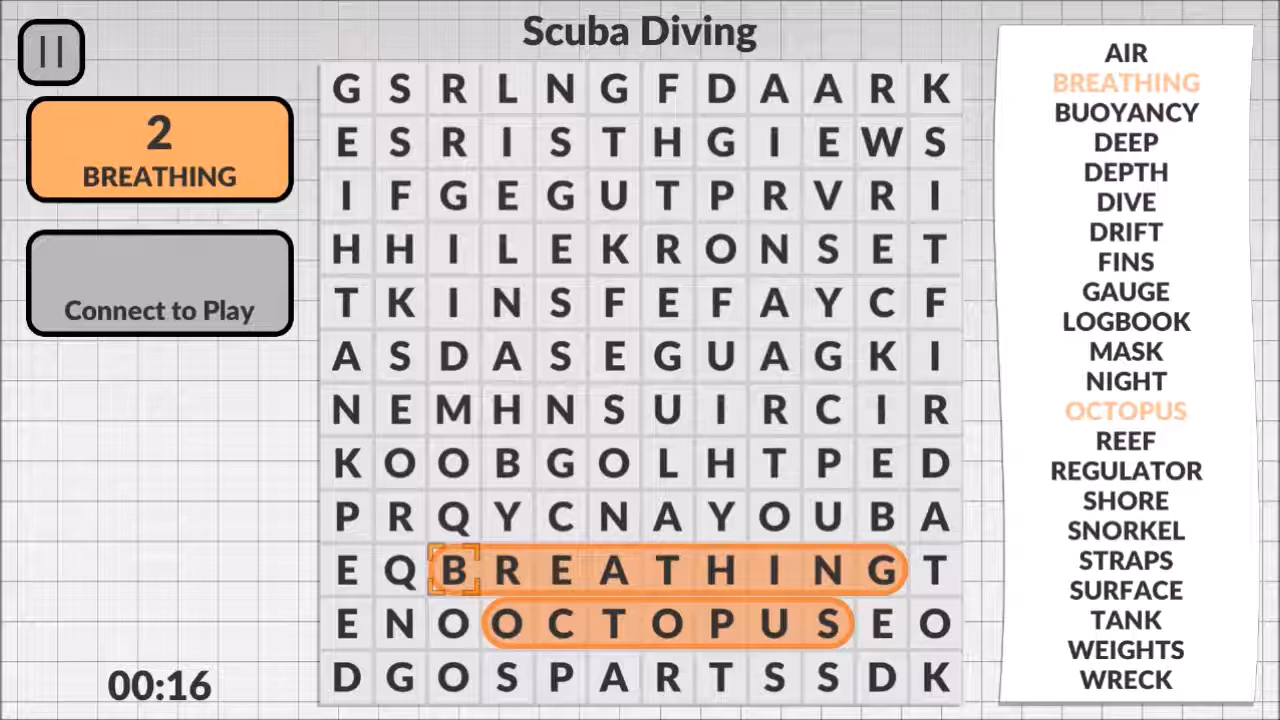 Scuba Diving
2
BREATHING
Connect to Play
00:16
G S R L N G F D A A R K
E S R I S T H G I E W S
I F G E G U T P R V R I
H H I L E K R O N S E T
T K I N S F E F A Y C F
A S D A S E G U A G K I
N E M H N S U I R C I R
K O O B G O L H T P E D
P R Q Y C N A Y O U B A
E Q B R E A T H I N G T
E N O O C T O P U S E O
D G O S P A R T S S D K
AIR
BREATHING
BUOYANCY
DEEP
DEPTH
DIVE
DRIFT
FINS
GAUGE
LOGBOOK
MASK
NIGHT
OCTOPUS
REEF
REGULATOR
SHORE
SNORKEL
STRAPS
SURFACE
TANK
WEIGHTS
WRECK